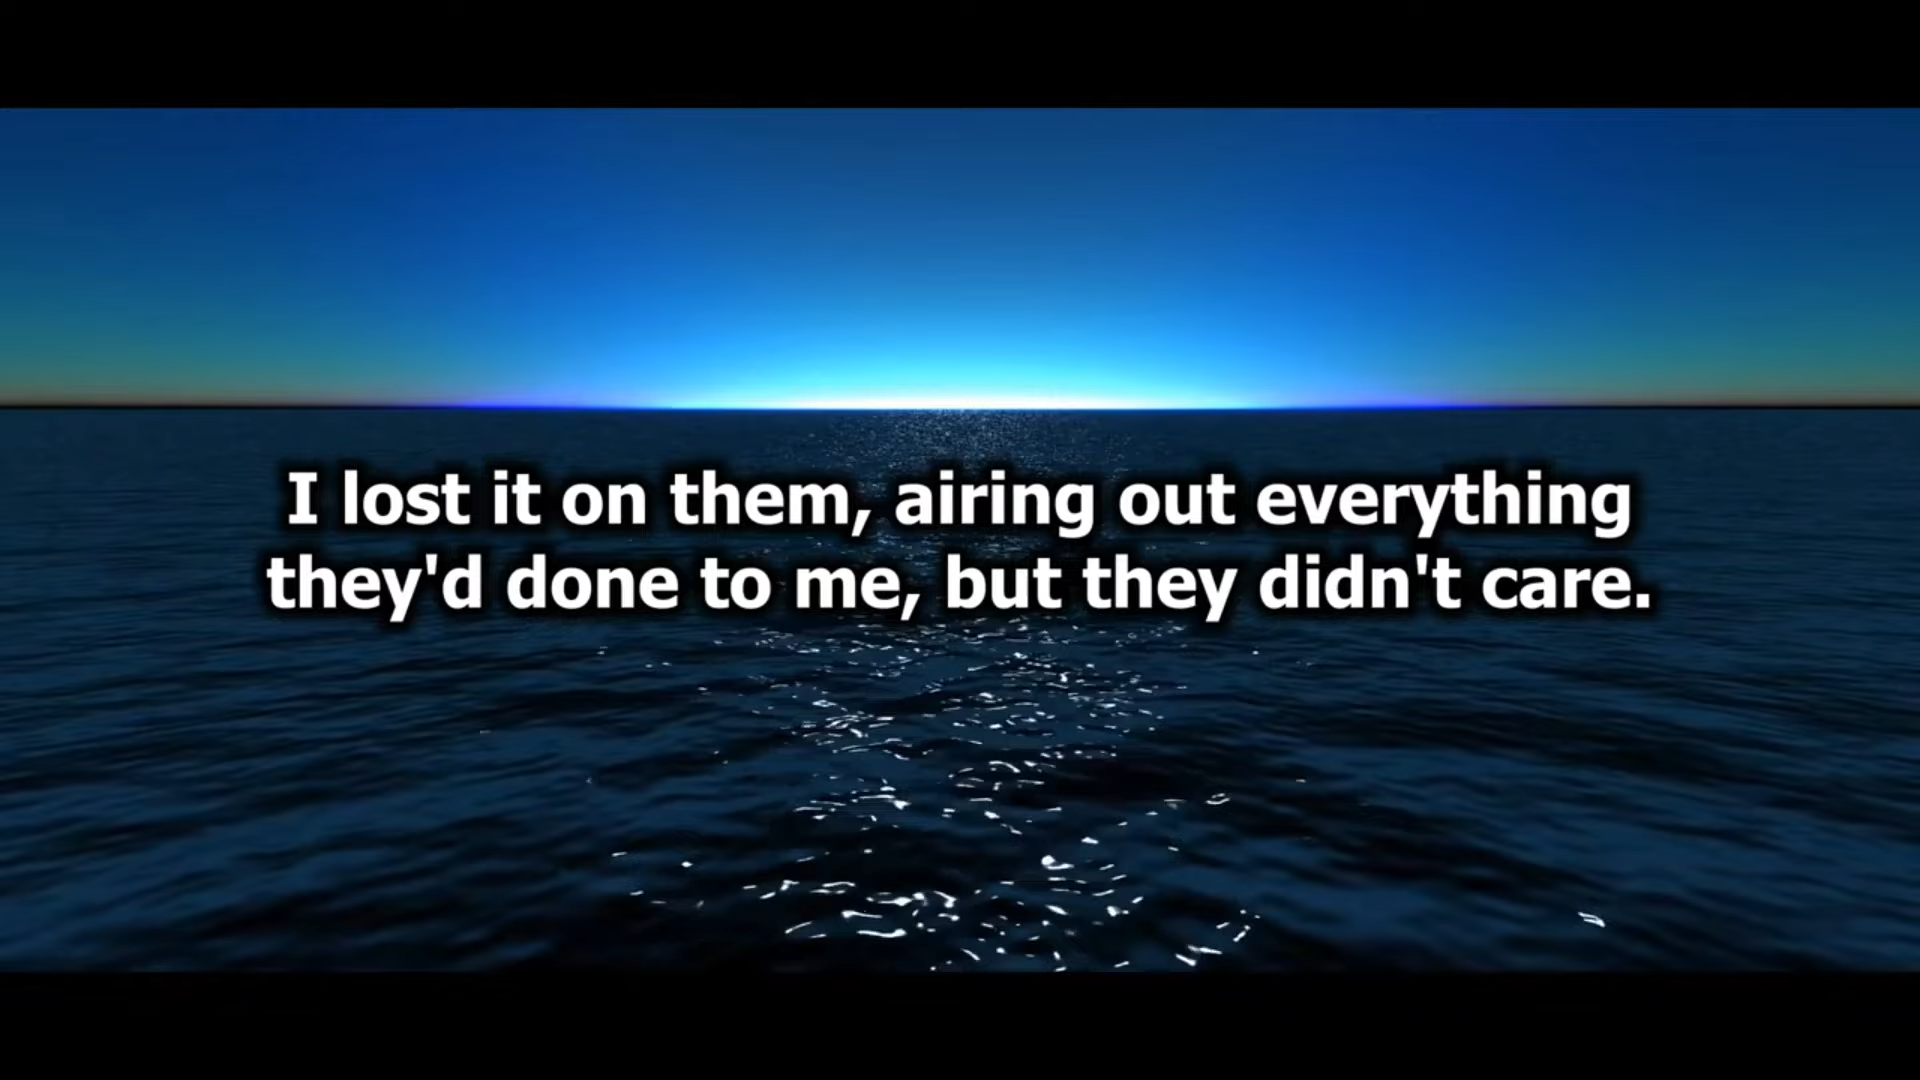 I lost it on them, airing out everything
they'd done to me, but they didn't care.